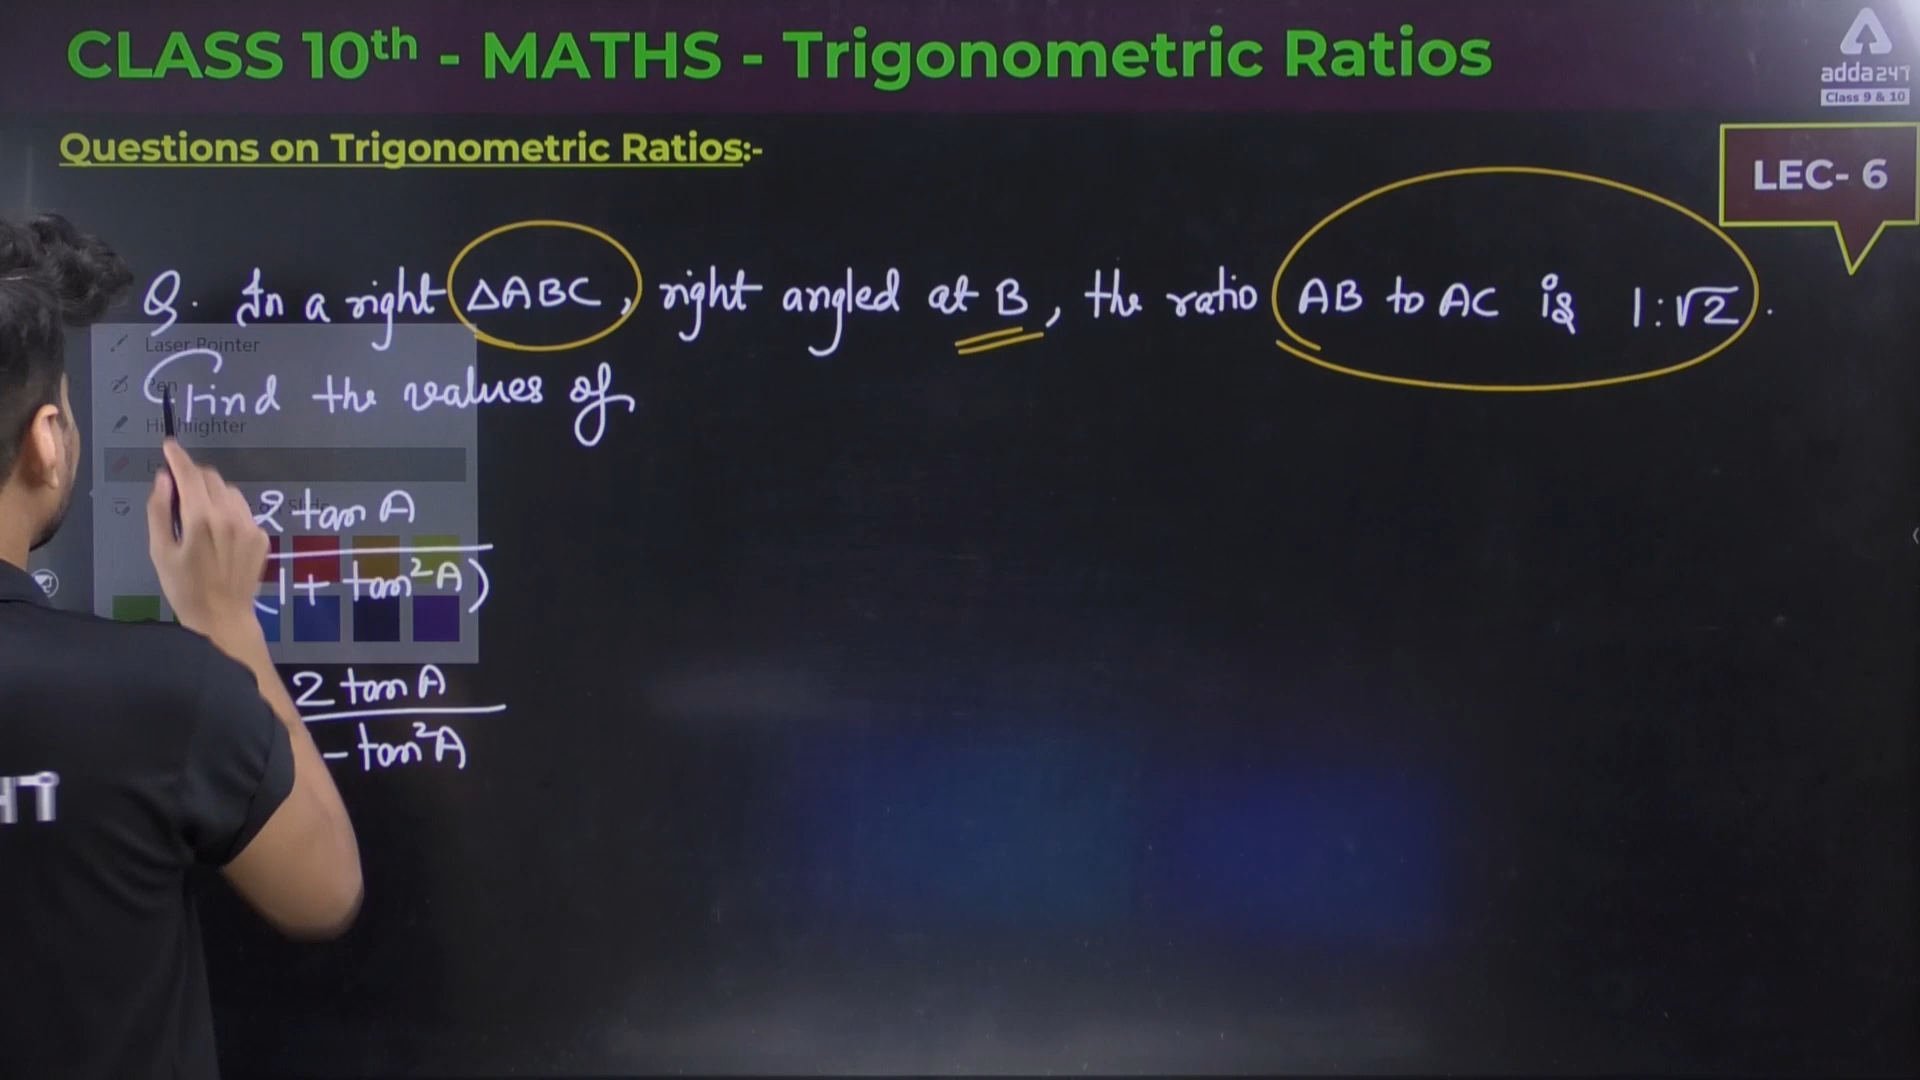 CLASS 10th - MATHS - Trigonometric Ratios
adda247
Class 9 & 10
Questions on Trigonometric Ratios:-
LEC- 6
Q. In a right ΔABC, right angled at B, the ratio AB to AC is 1:√2.
Laser Pointer
Pen
Find the values of
Highlighter
2 tan A
(1 + tan²A)
2 tan A
- tan²A